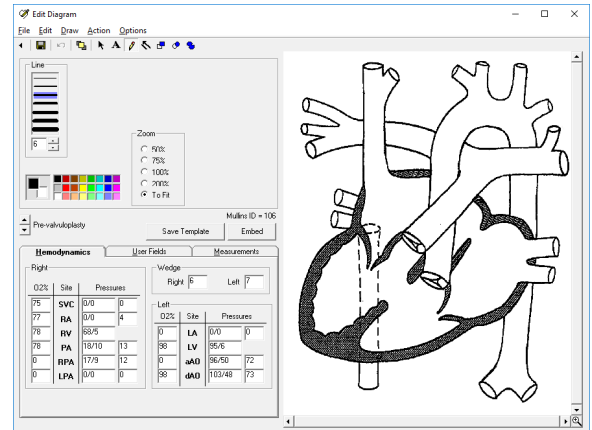 Edit Diagram
File Edit Draw Action Options
A
Line
6
Zoom
50%
75%
100%
200%
To Fit
Mullins ID = 106
Pre-valvuloplasty
Save Template Embed
Hemodynamics User Fields Measurements
Right
O2% Site Pressures
75 SVC 0/0 0
77 RA 0/0 4
78 RV 68/5
78 PA 18/10 13
0 RPA 17/9 12
0 LPA 0/0 0
Wedge
Right 6 Left 7
Left
O2% Site Pressures
0 LA 0/0 0
98 LV 95/6
0 aAO 96/50 72
98 dAO 103/48 73